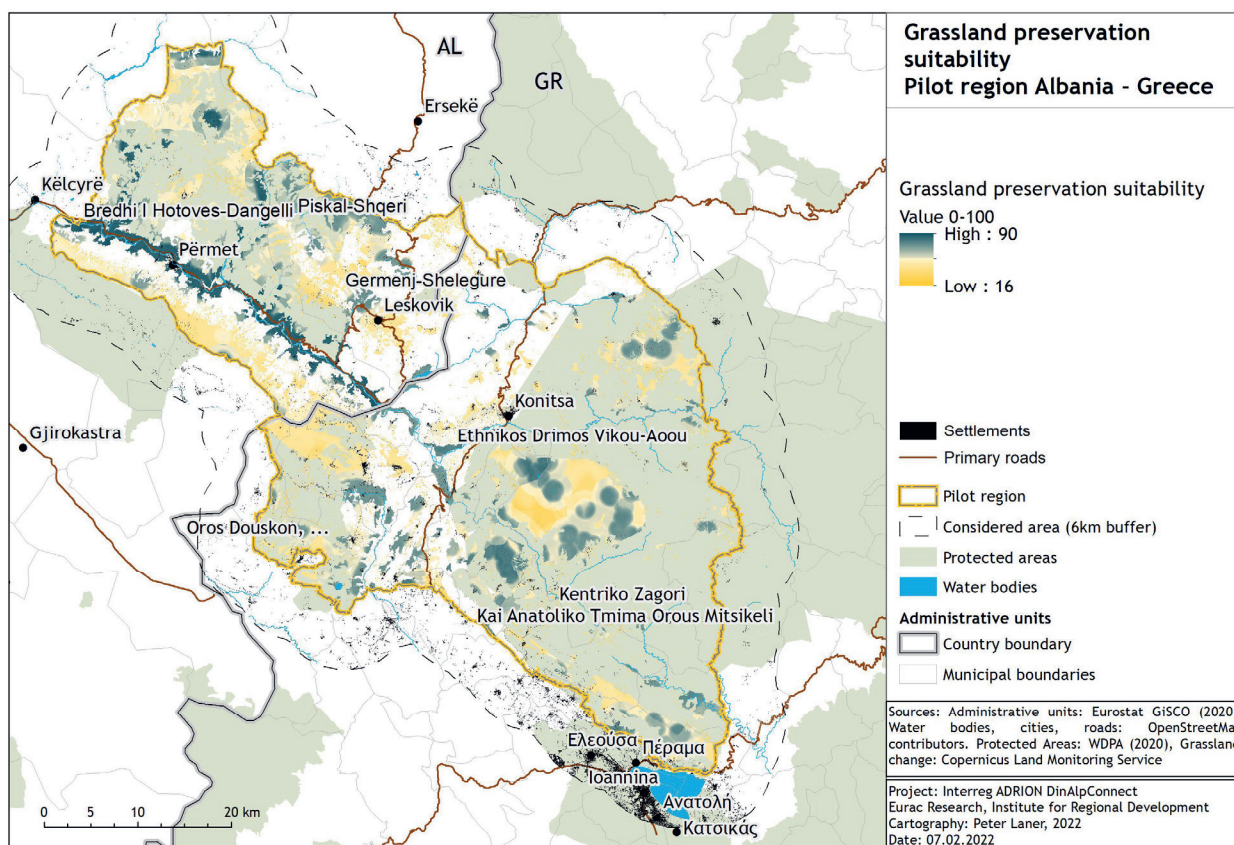 Grassland preservation
suitability
Pilot region Albania - Greece
Grassland preservation suitability
Value 0-100
High : 90
Low : 16
Settlements
Primary roads
Pilot region
Considered area (6km buffer)
Protected areas
Water bodies
Administrative units
Country boundary
Municipal boundaries
Sources: Administrative units: Eurostat GiSCO (2020
Water bodies, cities, roads: OpenStreetMa
contributors. Protected Areas: WDPA (2020), Grassland
change: Copernicus Land Monitoring Service
Project: Interreg ADRION DinAlpConnect
Eurac Research, Institute for Regional Development
Cartography: Peter Laner, 2022
Date: 07.02.2022
AL
GR
Ersekë
Këlcyrë
Bredhi I Hotoves-Dangelli
Piskal-Shqeri
Përmet
Germenj-Shelegure
Leskovik
Konitsa
Gjirokastra
Ethnikos Drimos Vikou-Aoou
Oros Douskon, ...
Kentriko Zagori
Kai Anatoliko Tmima Orous Mitsikeli
Ελεούσα
Πέραμα
Ioannina
Ανατολή
Κατσικάς
0 10 20 km